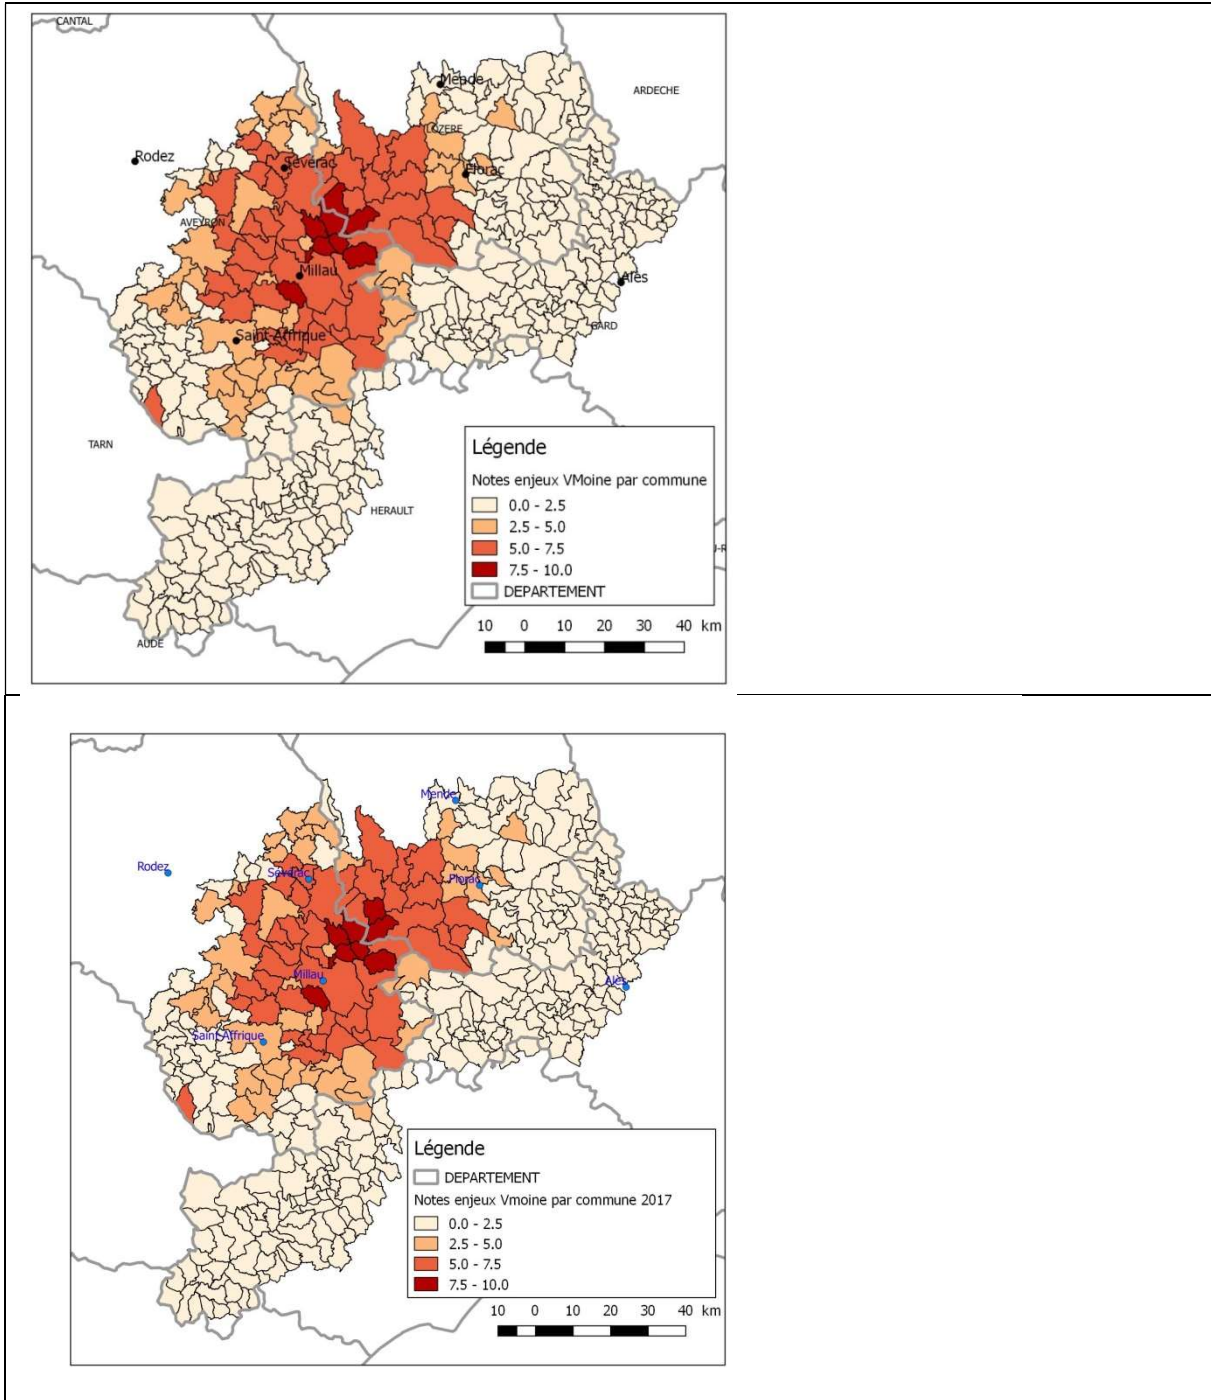 CANTAL
Mende
ARDECHE
LOZERE
Rodez
Sévérac
Florac
AVEYRON
Millau
Alès
GARD
Saint-Affrique
TARN
HERAULT
AUDE
U-R
Légende
Notes enjeux VMoine par commune
0.0 - 2.5
2.5 - 5.0
5.0 - 7.5
7.5 - 10.0
DEPARTEMENT
10 0 10 20 30 40 km
Mende
Rodez
Sévérac
Florac
Millau
Alès
Saint-Affrique
Légende
DEPARTEMENT
Notes enjeux Vmoine par commune 2017
0.0 - 2.5
2.5 - 5.0
5.0 - 7.5
7.5 - 10.0
10 0 10 20 30 40 km